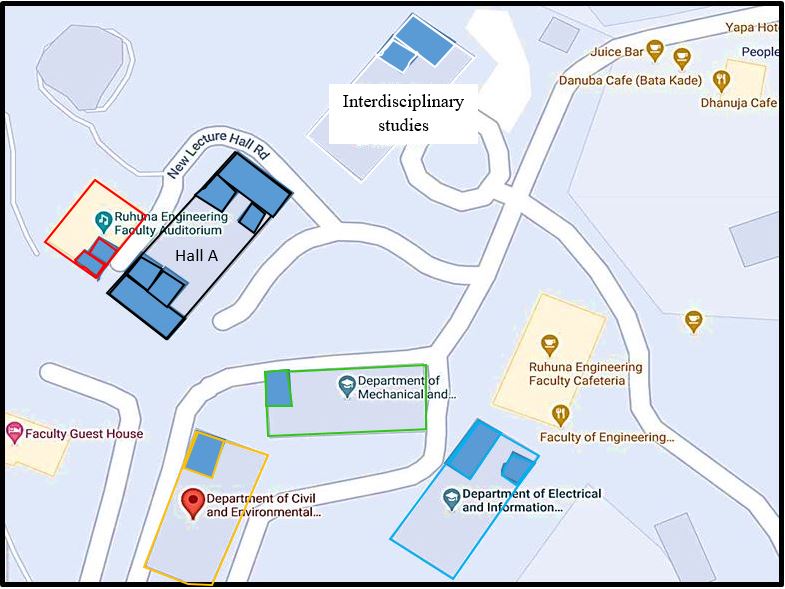 Yapa Hot
Juice Bar
People
Danuba Cafe (Bata Kade)
Dhanuja Cafe
Interdisciplinary
studies
New Lecture Hall Rd
Ruhuna Engineering
Faculty Auditorium
Hall A
Ruhuna Engineering
Faculty Cafeteria
Department of
Mechanical and...
Faculty Guest House
Faculty of Engineering...
Department of Civil
and Environmental...
Department of Electrical
and Information...